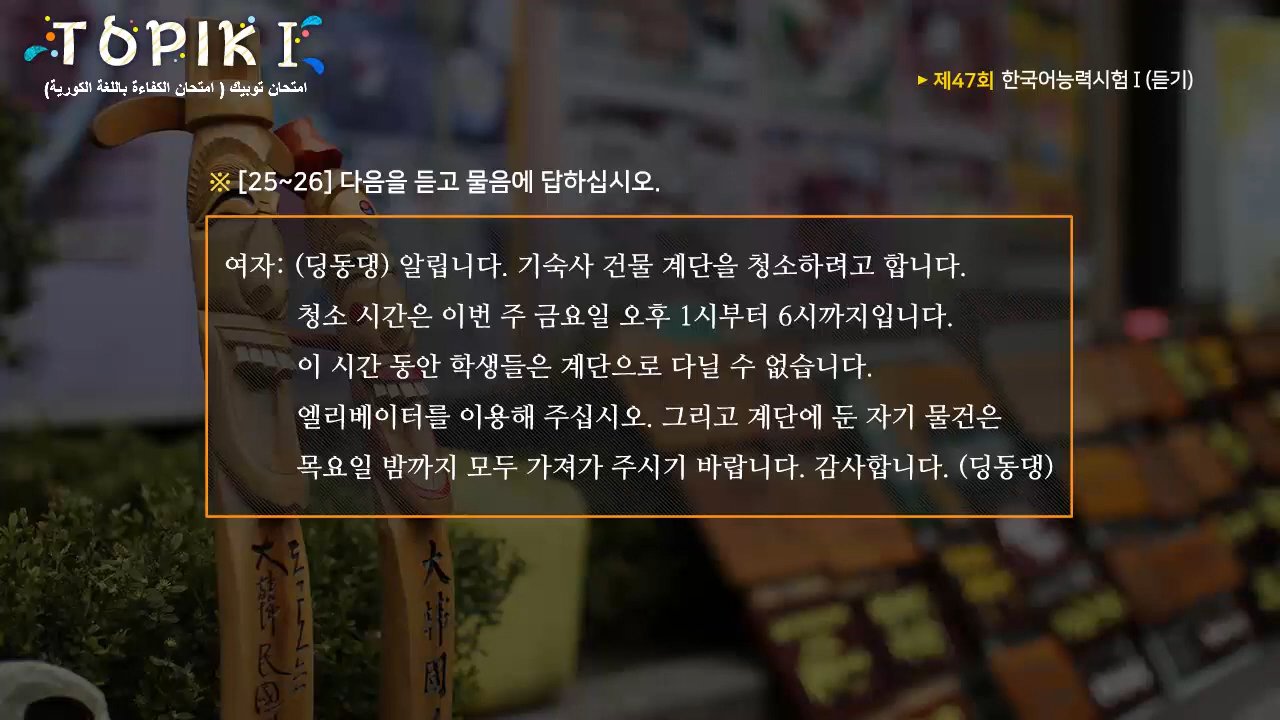 TOPIK I
امتحان توبيك ( امتحان الكفاءة باللغة الكورية)
▶ 제47회 한국어능력시험 I (듣기)
※ [25~26] 다음을 듣고 물음에 답하십시오.
여자: (딩동댕) 알립니다. 기숙사 건물 계단을 청소하려고 합니다.
청소 시간은 이번 주 금요일 오후 1시부터 6시까지입니다.
이 시간 동안 학생들은 계단으로 다닐 수 없습니다.
엘리베이터를 이용해 주십시오. 그리고 계단에 둔 자기 물건은
목요일 밤까지 모두 가져가 주시기 바랍니다. 감사합니다. (딩동댕)
大韓民國
大韓國